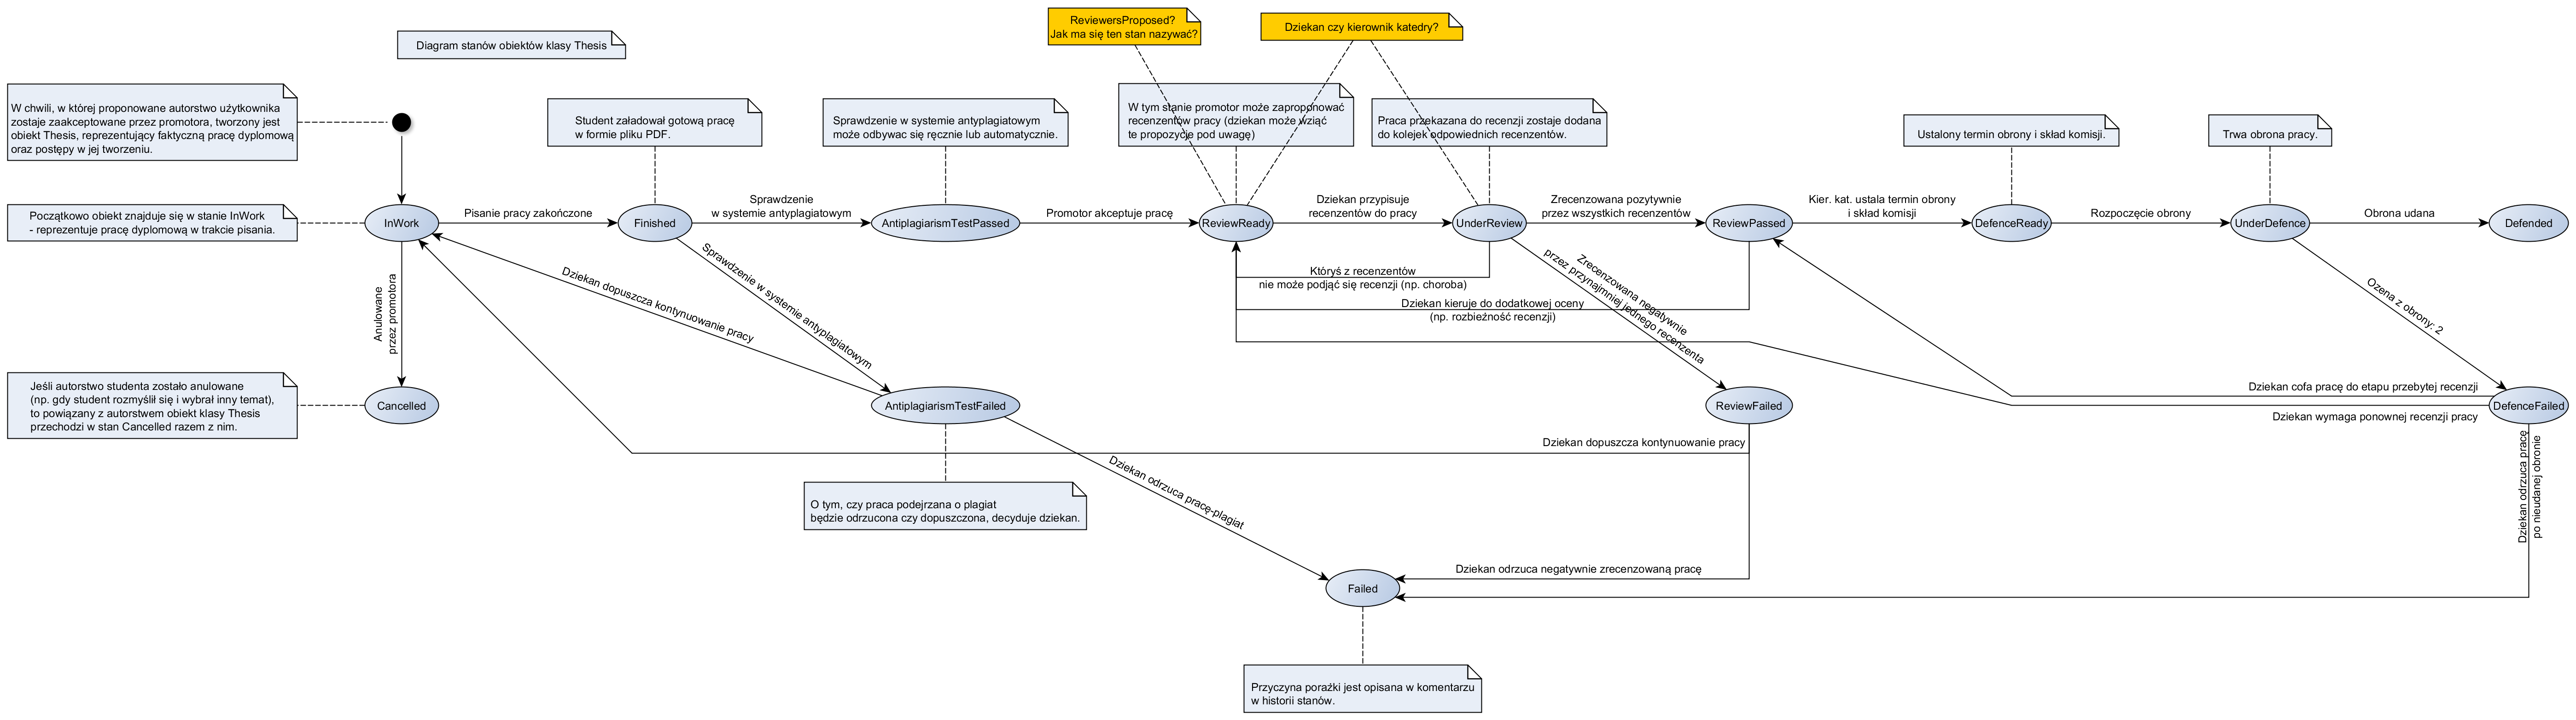 ReviewersProposed?
Jak ma się ten stan nazywać?
Dziekan czy kierownik katedry?
Diagram stanów obiektów klasy Thesis
W chwili, w której proponowane autorstwo użytkownika
zostaje zaakceptowane przez promotora, tworzony jest
obiekt Thesis, reprezentujący faktyczną pracę dyplomową
oraz postępy w jej tworzeniu.
Student załadował gotową pracę
w formie pliku PDF.
Sprawdzenie w systemie antyplagiatowym
może odbywac się ręcznie lub automatycznie.
W tym stanie promotor może zaproponować
recenzentów pracy (dziekan może wziąć
te propozycje pod uwagę)
Praca przekazana do recenzji zostaje dodana
do kolejek odpowiednich recenzentów.
Ustalony termin obrony i skład komisji.
Trwa obrona pracy.
Początkowo obiekt znajduje się w stanie InWork
- reprezentuje pracę dyplomową w trakcie pisania.
InWork
Pisanie pracy zakończone
Finished
Sprawdzenie
w systemie antyplagiatowym
AntiplagiarismTestPassed
Promotor akceptuje pracę
ReviewReady
Dziekan przypisuje
recenzentów do pracy
UnderReview
Zrecenzowana pozytywnie
przez wszystkich recenzentów
ReviewPassed
Kier. kat. ustala termin obrony
i skład komisji
DefenceReady
Rozpoczęcie obrony
UnderDefence
Obrona udana
Defended
Anulowane
przez promotora
Dziekan dopuszcza kontynuowanie pracy
Sprawdzenie w systemie antyplagiatowym
Któryś z recenzentów
nie może podjąć się recenzji (np. choroba)
Dziekan kieruje do dodatkowej oceny
(np. rozbieżność recenzji)
Zrecenzowana negatywnie
przez przynajmniej jednego recenzenta
Ozena z obrony: 2
Jeśli autorstwo studenta zostało anulowane
(np. gdy student rozmyślił się i wybrał inny temat),
to powiązany z autorstwem obiekt klasy Thesis
przechodzi w stan Cancelled razem z nim.
Cancelled
AntiplagiarismTestFailed
ReviewFailed
Dziekan cofa pracę do etapu przebytej recenzji
DefenceFailed
Dziekan wymaga ponownej recenzji pracy
Dziekan dopuszcza kontynuowanie pracy
Dziekan odrzuca pracę-plagiat
Dziekan odrzuca pracę
po nieudanej obronie
O tym, czy praca podejrzana o plagiat
będzie odrzucona czy dopuszczona, decyduje dziekan.
Dziekan odrzuca negatywnie zrecenzowaną pracę
Failed
Przyczyna porażki jest opisana w komentarzu
w historii stanów.